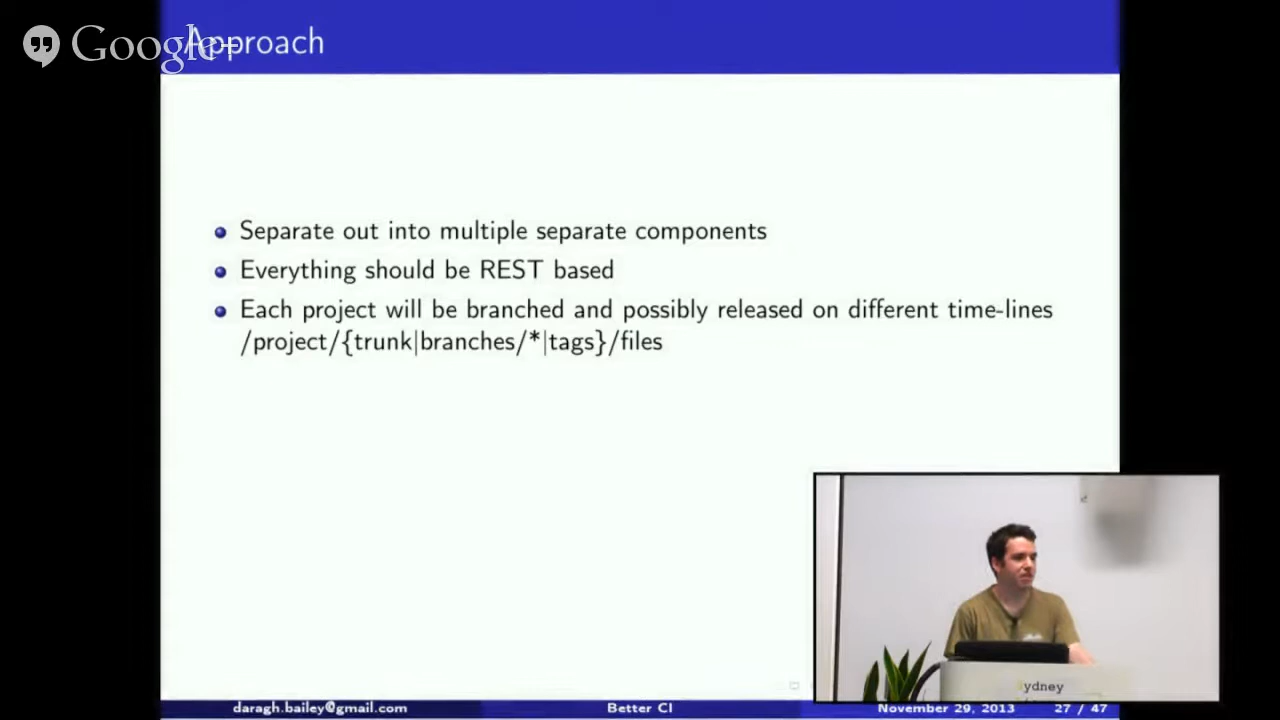 Google+
Approach
Separate out into multiple separate components
Everything should be REST based
Each project will be branched and possibly released on different time-lines
/project/{trunk|branches/*|tags}/files
ydney
daragh.bailey@gmail.com Better CI November 29, 2013 27 / 47